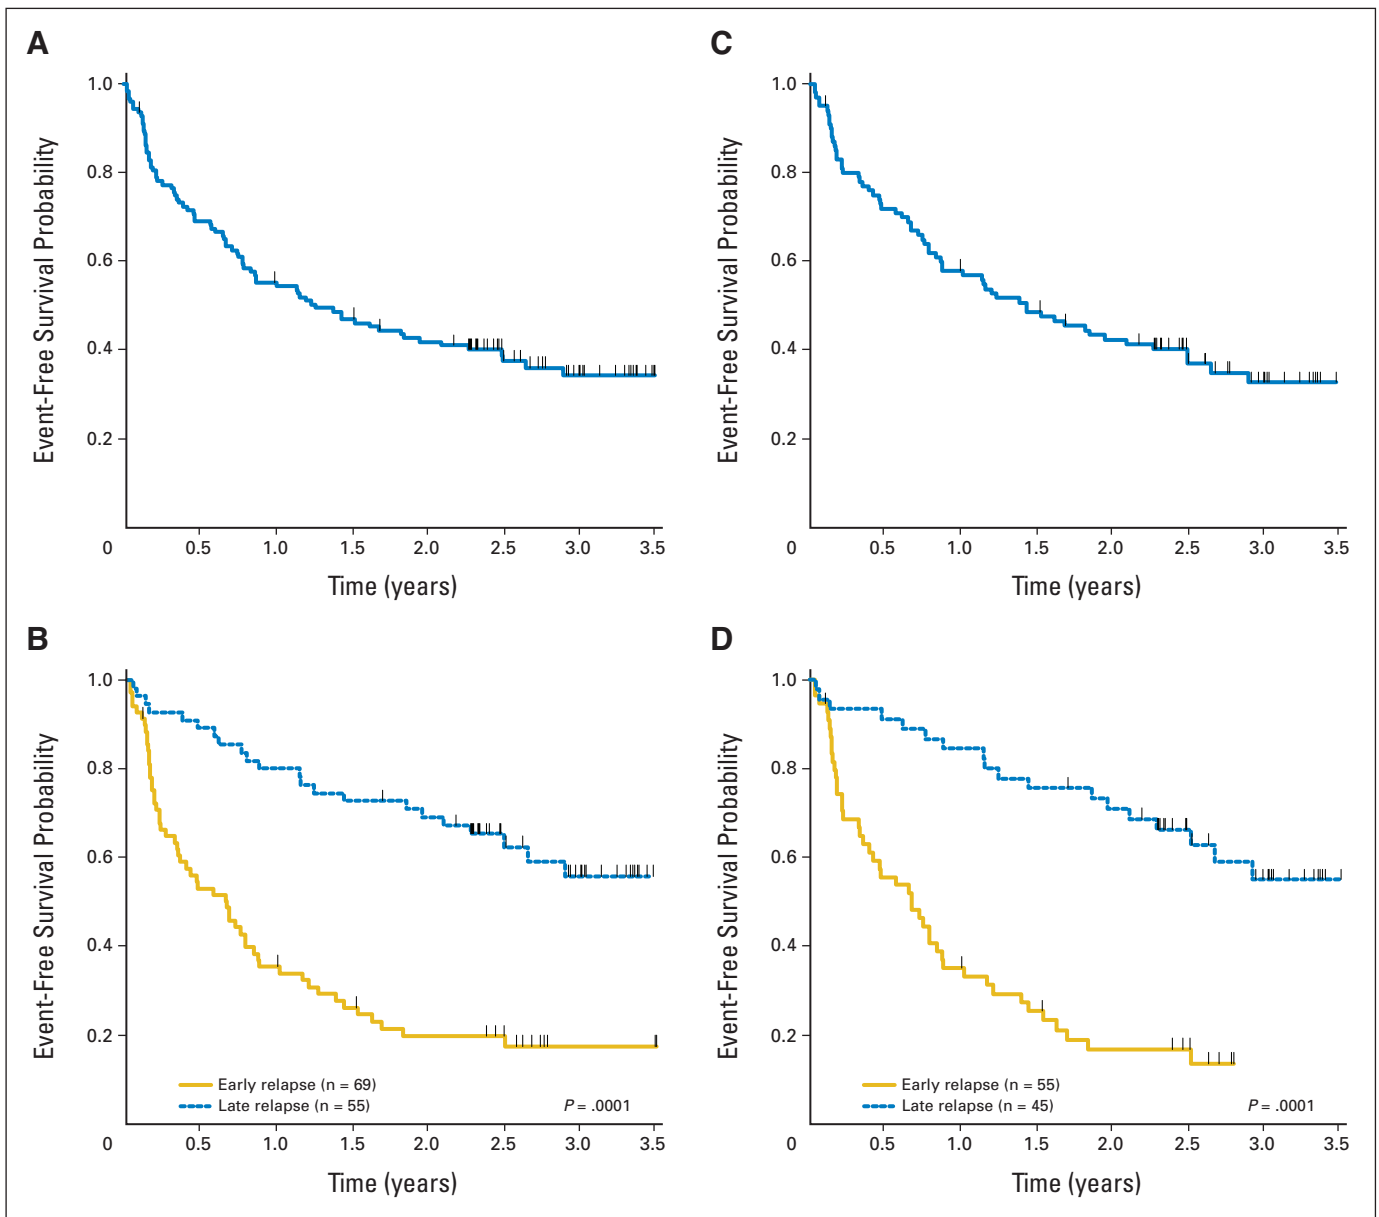 A
Event-Free Survival Probability
1.0
0.8
0.6
0.4
0.2
0 0.5 1.0 1.5 2.0 2.5 3.0 3.5
Time (years)
C
Event-Free Survival Probability
1.0
0.8
0.6
0.4
0.2
0 0.5 1.0 1.5 2.0 2.5 3.0 3.5
Time (years)
B
Event-Free Survival Probability
1.0
0.8
0.6
0.4
0.2
Early relapse (n = 69)
Late relapse (n = 55)
P = .0001
0 0.5 1.0 1.5 2.0 2.5 3.0 3.5
Time (years)
D
Event-Free Survival Probability
1.0
0.8
0.6
0.4
0.2
Early relapse (n = 55)
Late relapse (n = 45)
P = .0001
0 0.5 1.0 1.5 2.0 2.5 3.0 3.5
Time (years)